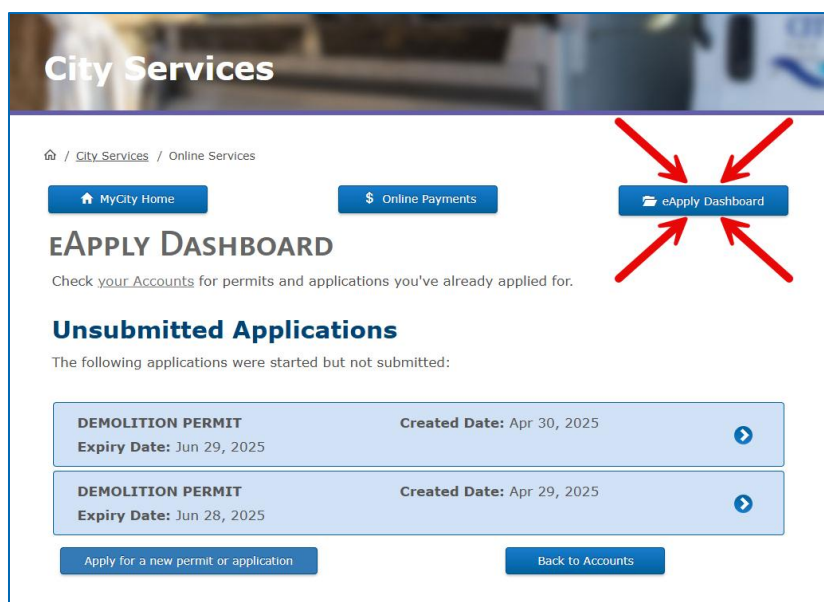 City Services
/ City Services / Online Services
MyCity Home
$ Online Payments
eApply Dashboard
EAPPLY DASHBOARD
Check your Accounts for permits and applications you've already applied for.
Unsubmitted Applications
The following applications were started but not submitted:
DEMOLITION PERMIT Created Date: Apr 30, 2025
Expiry Date: Jun 29, 2025
DEMOLITION PERMIT Created Date: Apr 29, 2025
Expiry Date: Jun 28, 2025
Apply for a new permit or application
Back to Accounts